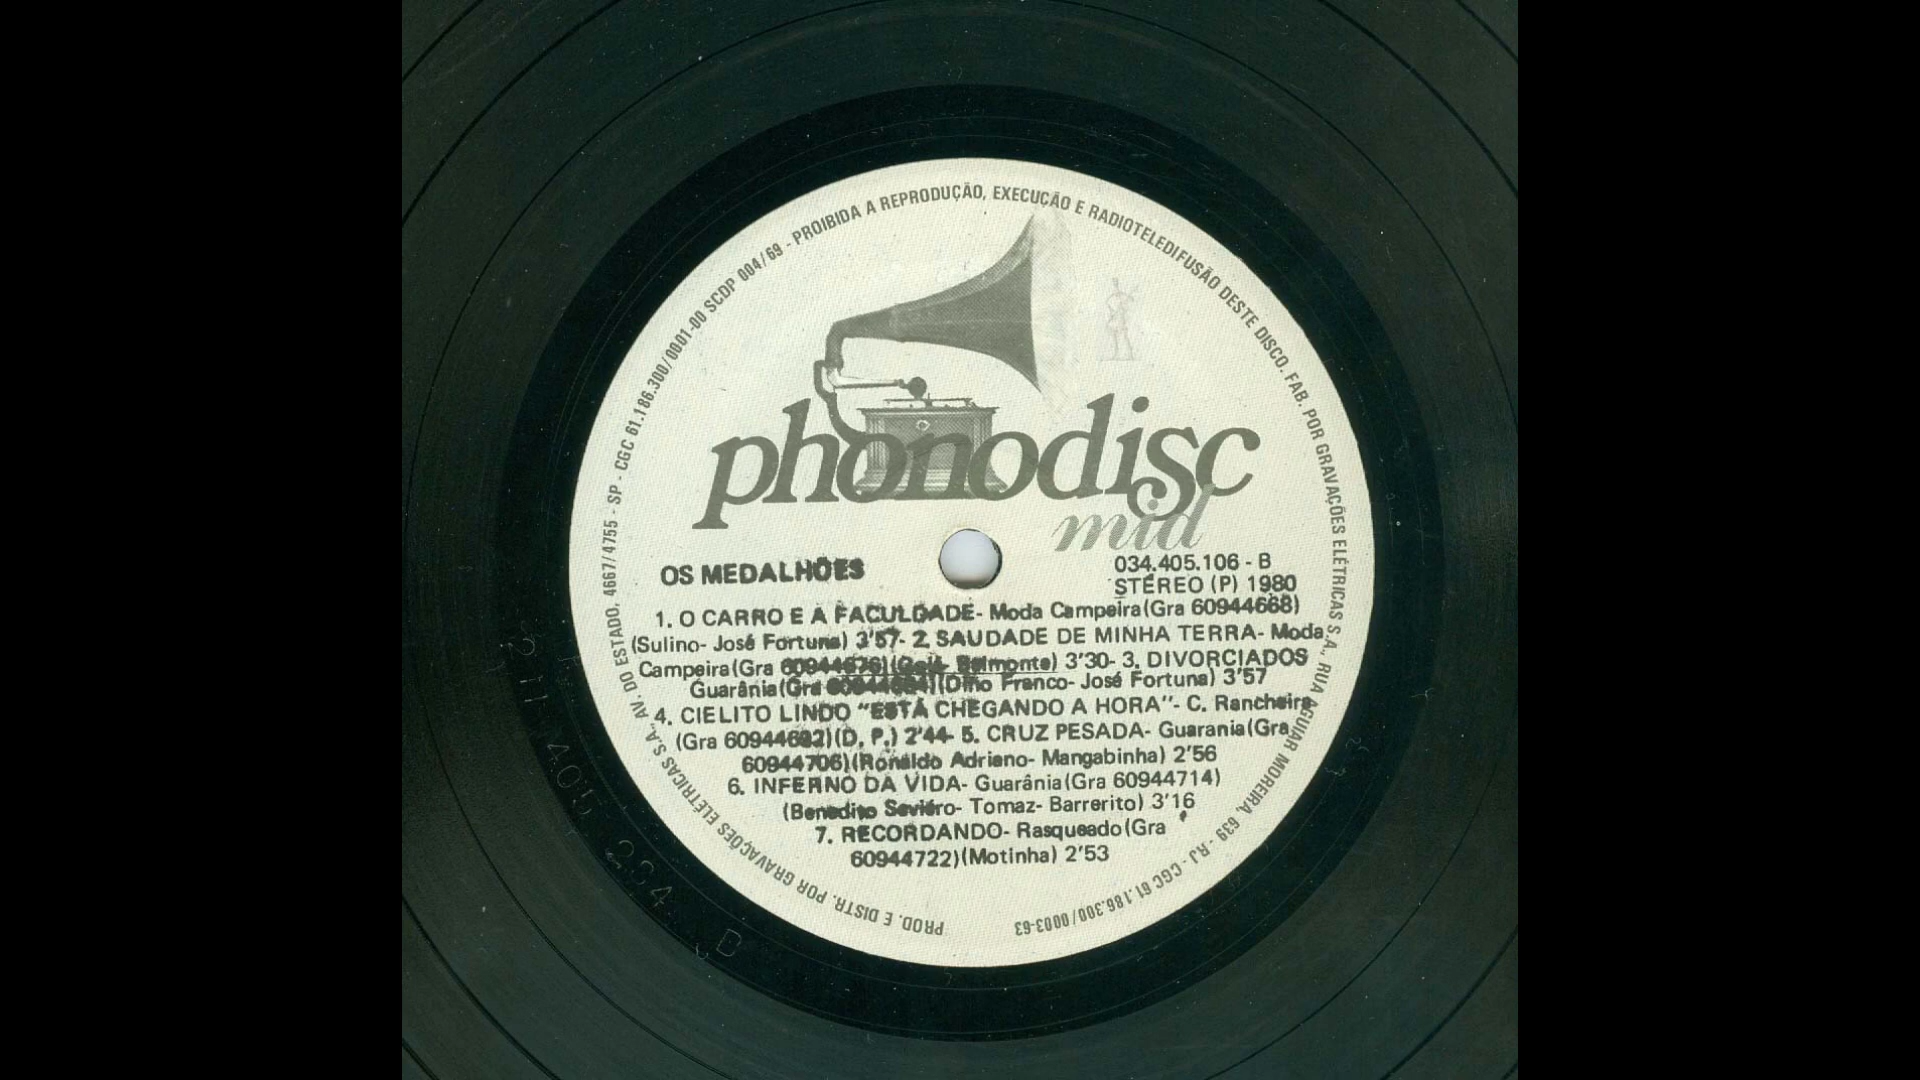 PROIBIDA A REPRODUÇÃO, EXECUÇÃO E RADIOTELEDIFUSÃO DESTE DISCO. FAB. POR GRAVAÇÕES ELÉTRICAS S.A., RUA AGUIAR MOREIRA, 639 - RJ - CGC 61.186.300/0003-63
PROD. E DISTR. POR GRAVAÇÕES ELÉTRICAS S.A., AV. DO ESTADO, 4667/4755 - SP - CGC 61.186.300/0001-00 SCDP 004/69 -
phonodisc
mid
OS MEDALHÕES
034.405.106 - B
STÉREO (P) 1980
1. O CARRO E A FACULDADE- Moda Campeira(Gra 60944668)
(Sulino- José Fortuna) 3'57- 2. SAUDADE DE MINHA TERRA- Moda
Campeira(Gra 60944676)(Goiá- Belmonte) 3'30- 3. DIVORCIADOS
Guarânia(Gra (Dino Franco- José Fortuna) 3'57
4. CIELITO LINDO "ESTÁ CHEGANDO A HORA"- C. Rancheira
(Gra 60944692)(D. P.) 2'44- 5. CRUZ PESADA- Guarania(Gra
60944706)(Ronaldo Adriano- Mangabinha) 2'56
6. INFERNO DA VIDA- Guarânia(Gra 60944714)
(Benedito Seviéro- Tomaz- Barrerito) 3'16
7. RECORDANDO- Rasqueado(Gra
60944722)(Motinha) 2'53